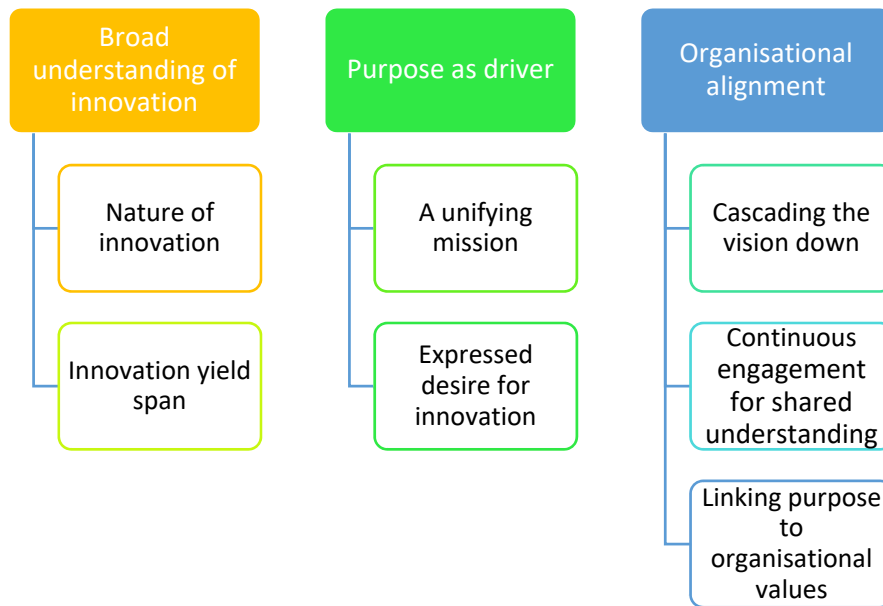 Broad
understanding of
innovation
Nature of
innovation
Innovation yield
span
Purpose as driver
A unifying
mission
Expressed
desire for
innovation
Organisational
alignment
Cascading the
vision down
Continuous
engagement
for shared
understanding
Linking purpose
to
organisational
values